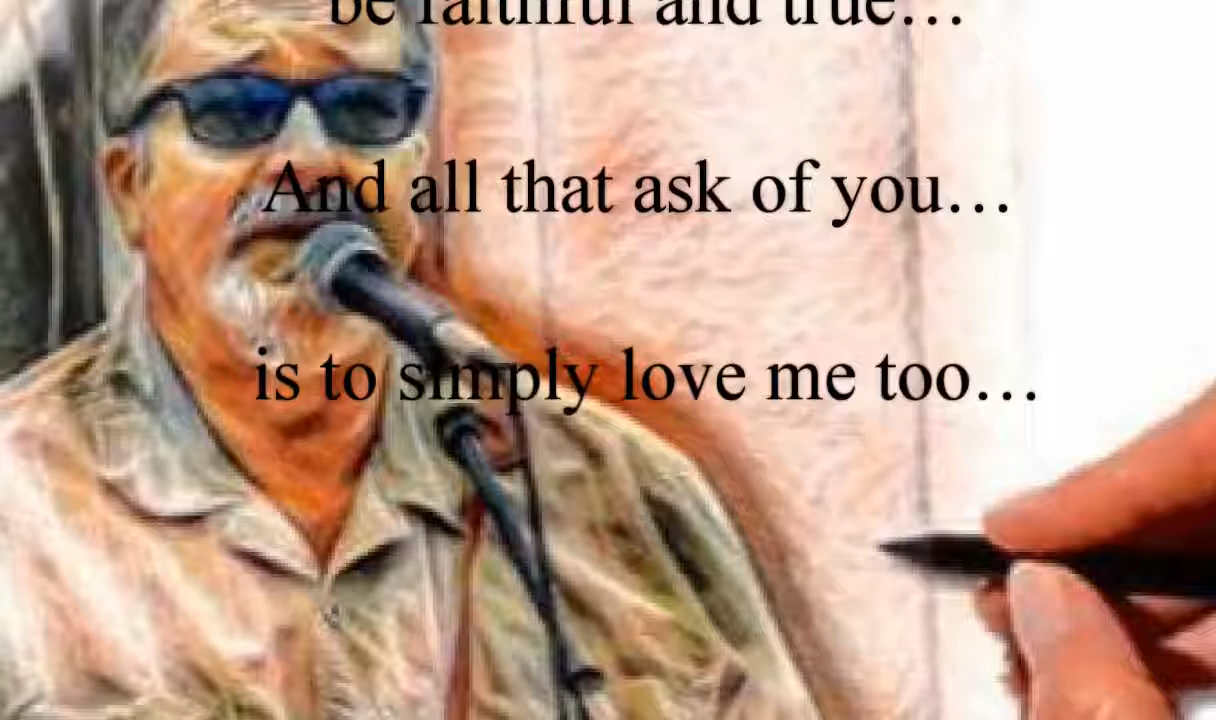 be faithful and true…
And all that ask of you…
is to simply love me too…